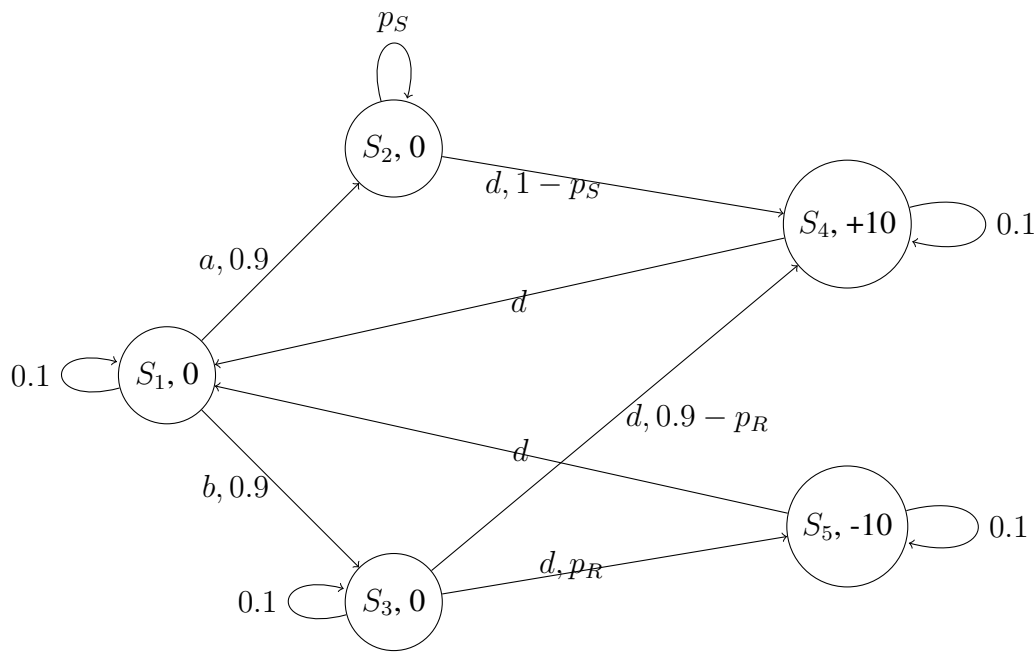 p_S
S_2, 0
d, 1 − p_S
S_4, +10
0.1
a, 0.9
d
0.1
S_1, 0
d, 0.9 − p_R
d
b, 0.9
S_5, -10
0.1
d, p_R
0.1
S_3, 0